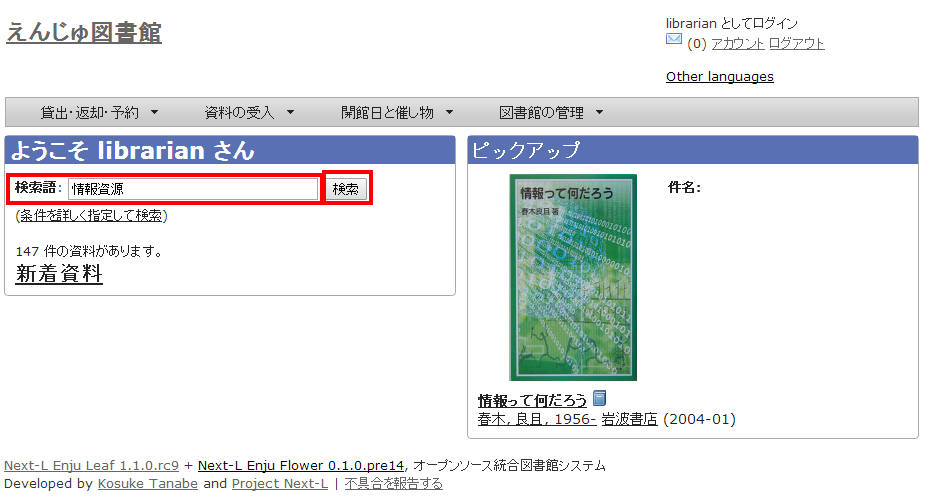 えんじゅ図書館
librarian としてログイン
(0) アカウント ログアウト
Other languages
貸出・返却・予約 ▼ 資料の受入 ▼ 開館日と催し物 ▼ 図書館の管理 ▼
ようこそ librarian さん
検索語: 情報資源 検索
(条件を詳しく指定して検索)
147 件の資料があります。
新着資料
ピックアップ
情報って何だろう
春木良且 著
件名:
情報って何だろう
春木, 良且, 1956- 岩波書店 (2004-01)
Next-L Enju Leaf 1.1.0.rc9 + Next-L Enju Flower 0.1.0.pre14, オープンソース統合図書館システム
Developed by Kosuke Tanabe and Project Next-L | 不具合を報告する